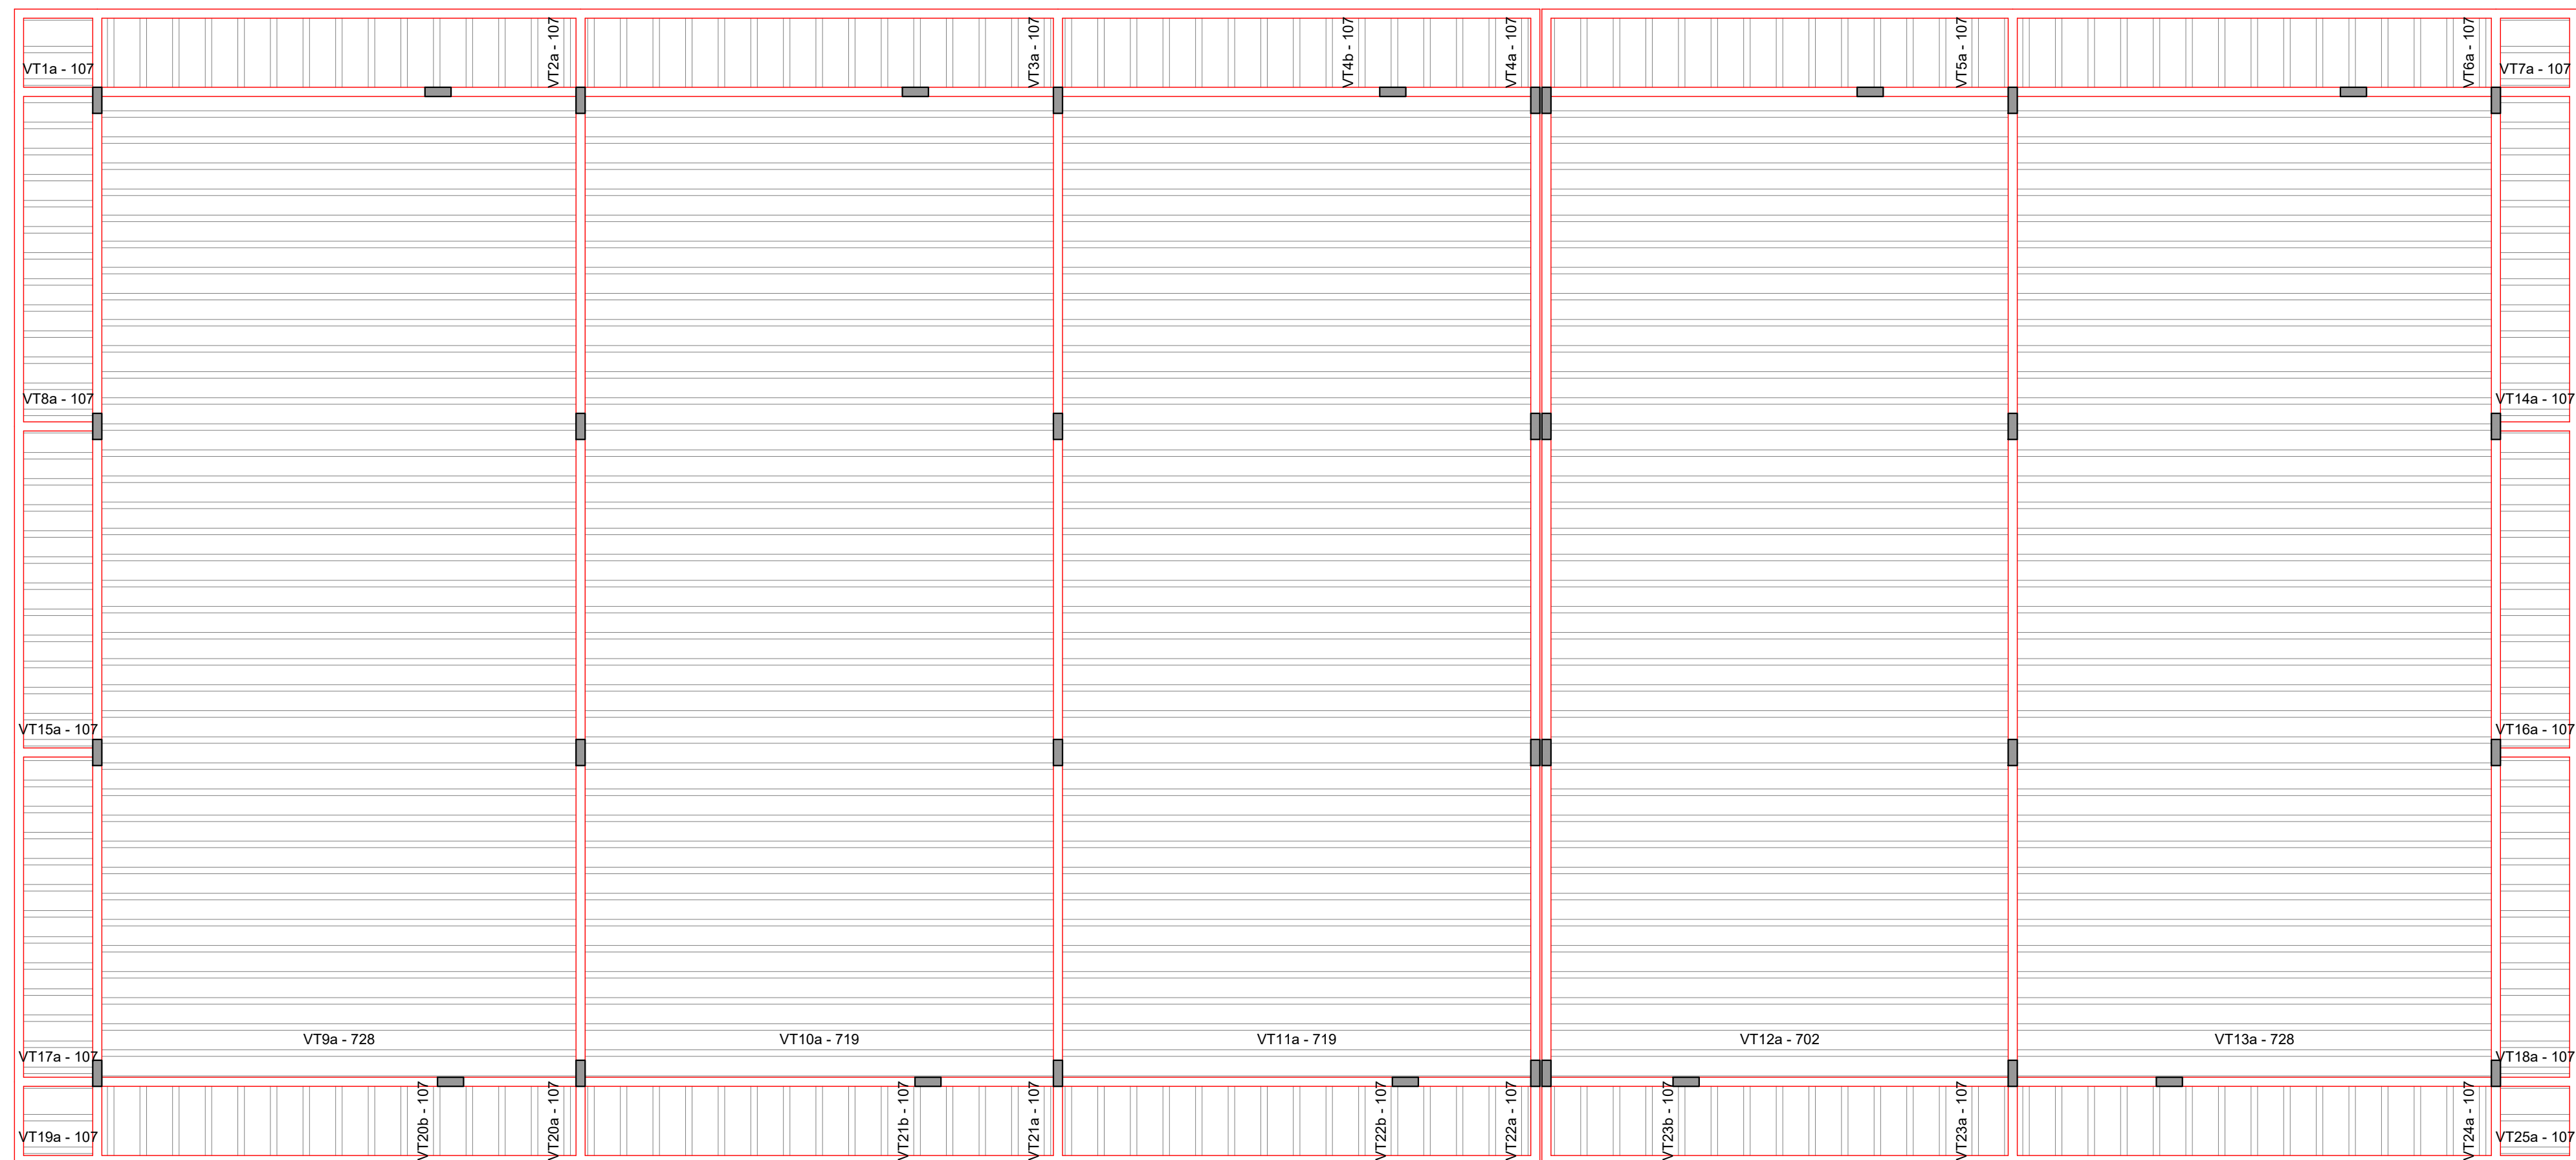 VT1a - 107
VT2a - 107
VT3a - 107
VT4b - 107
VT4a - 107
VT5a - 107
VT6a - 107
VT7a - 107
VT8a - 107
VT14a - 107
VT15a - 107
VT16a - 107
VT9a - 728
VT10a - 719
VT11a - 719
VT12a - 702
VT13a - 728
VT17a - 107
VT18a - 107
VT19a - 107
VT20b - 107
VT20a - 107
VT21b - 107
VT21a - 107
VT22b - 107
VT22a - 107
VT23b - 107
VT23a - 107
VT24a - 107
VT25a - 107